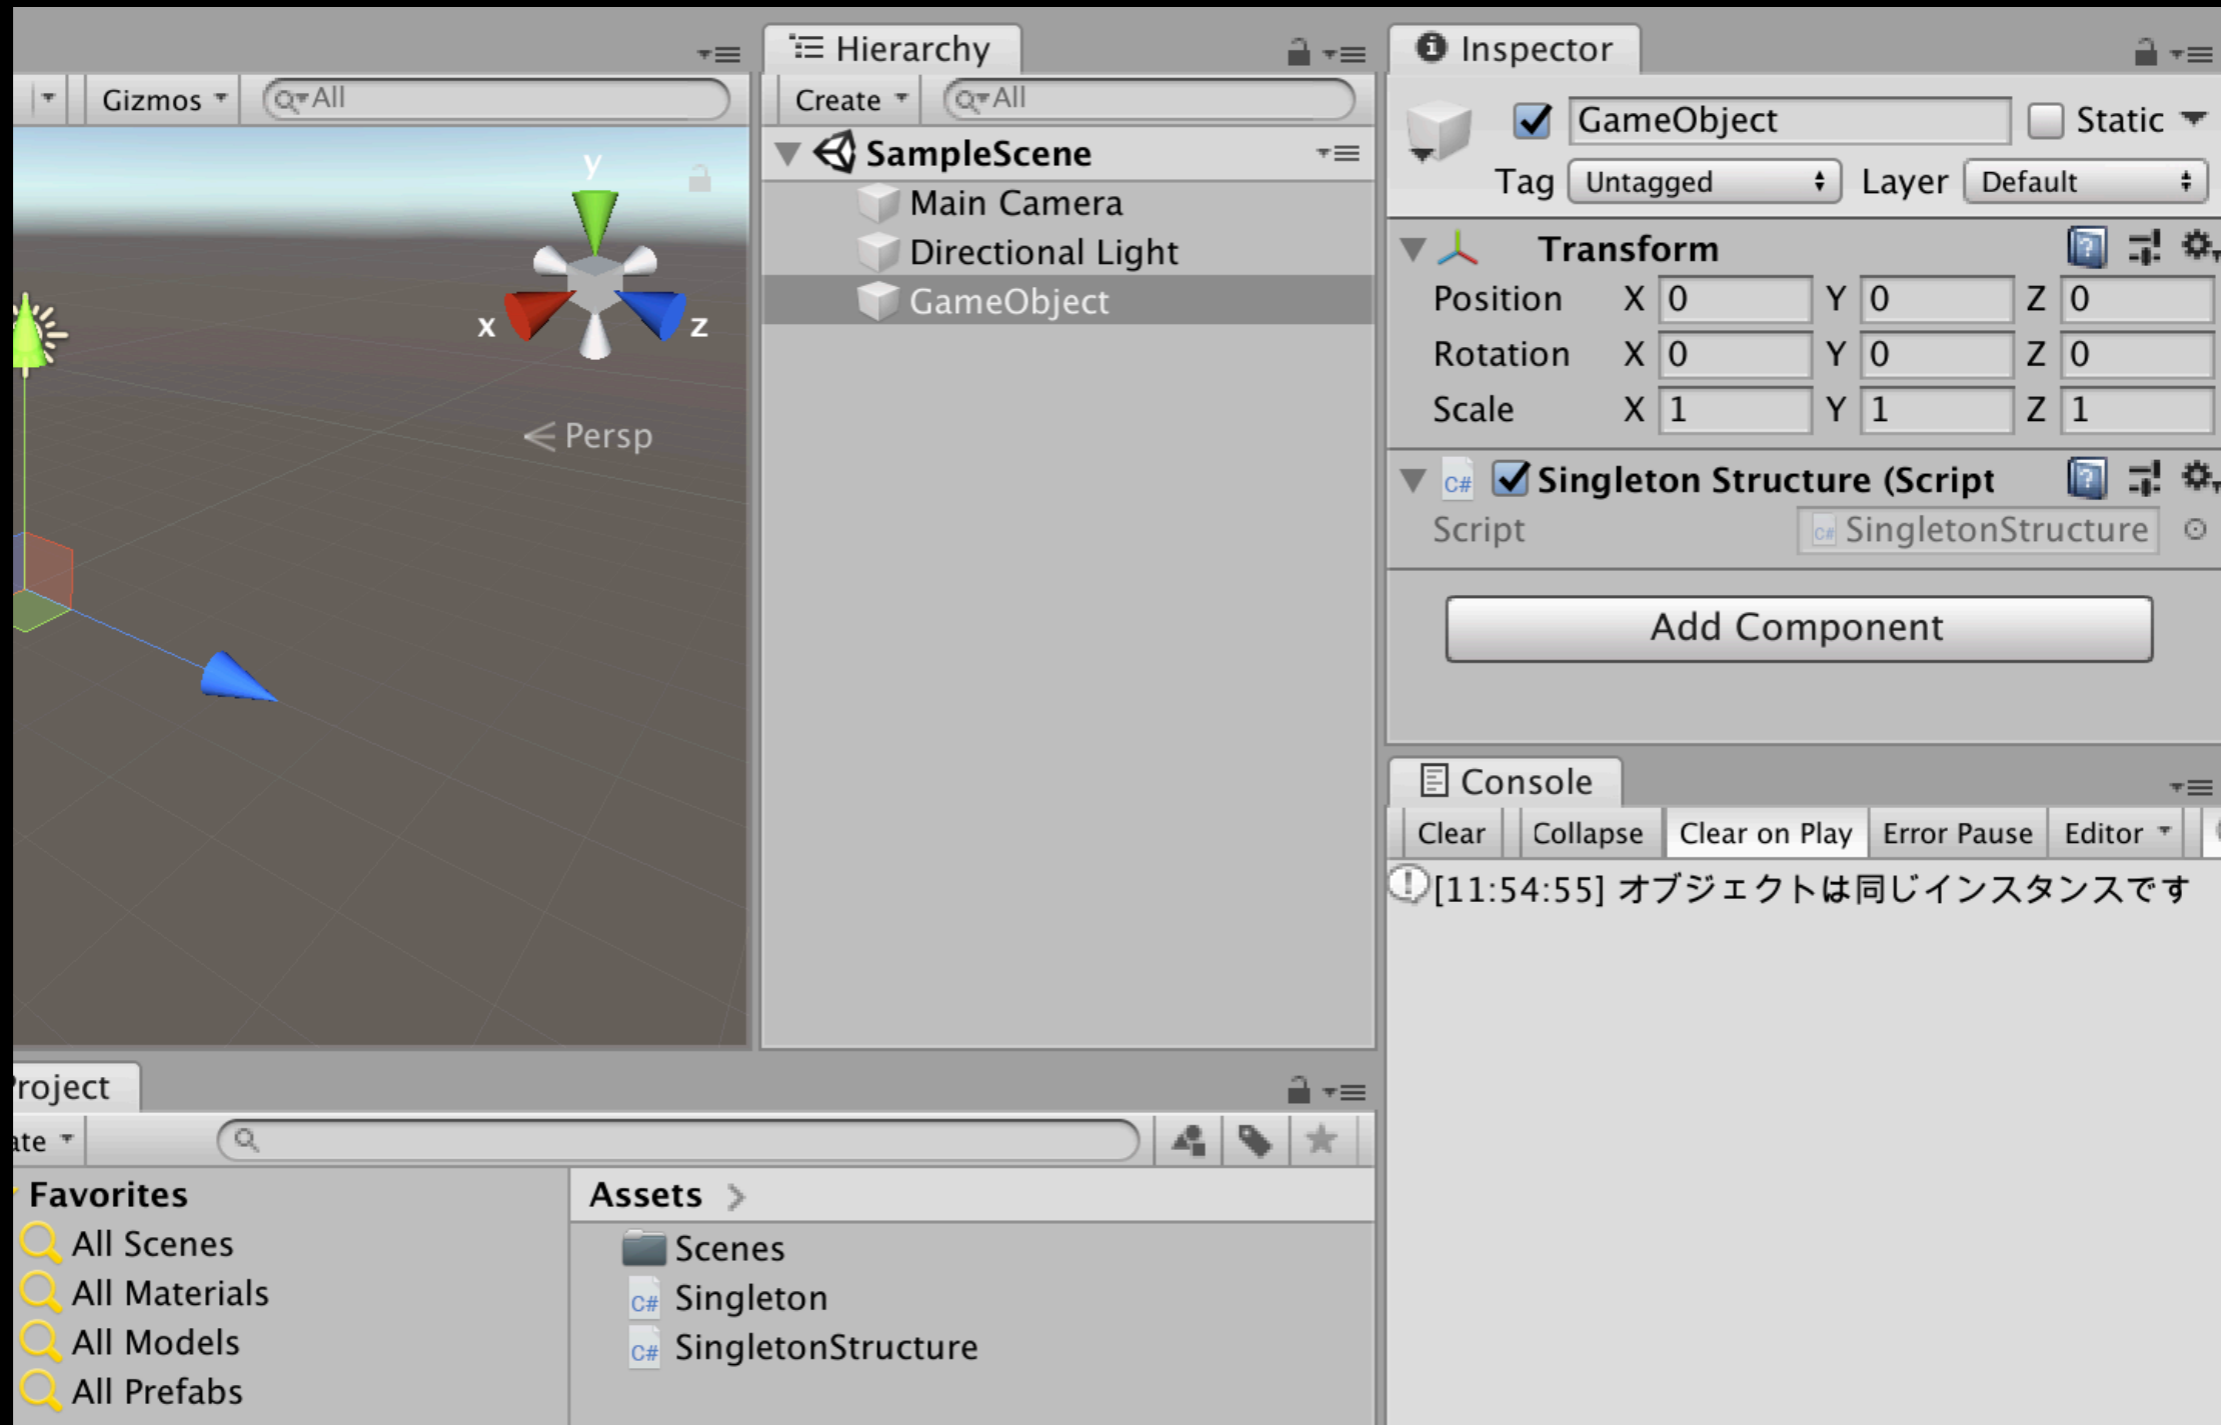 Gizmos
All
y
x
z
Persp
Hierarchy
Create
All
SampleScene
Main Camera
Directional Light
GameObject
Inspector
GameObject
Static
Tag Untagged Layer Default
Transform
Position X 0 Y 0 Z 0
Rotation X 0 Y 0 Z 0
Scale X 1 Y 1 Z 1
C# Singleton Structure (Script
Script C# SingletonStructure
Add Component
Console
Clear Collapse Clear on Play Error Pause Editor
[11:54:55] オブジェクトは同じインスタンスです
roject
ate
Favorites
All Scenes
All Materials
All Models
All Prefabs
Assets
Scenes
C# Singleton
C# SingletonStructure